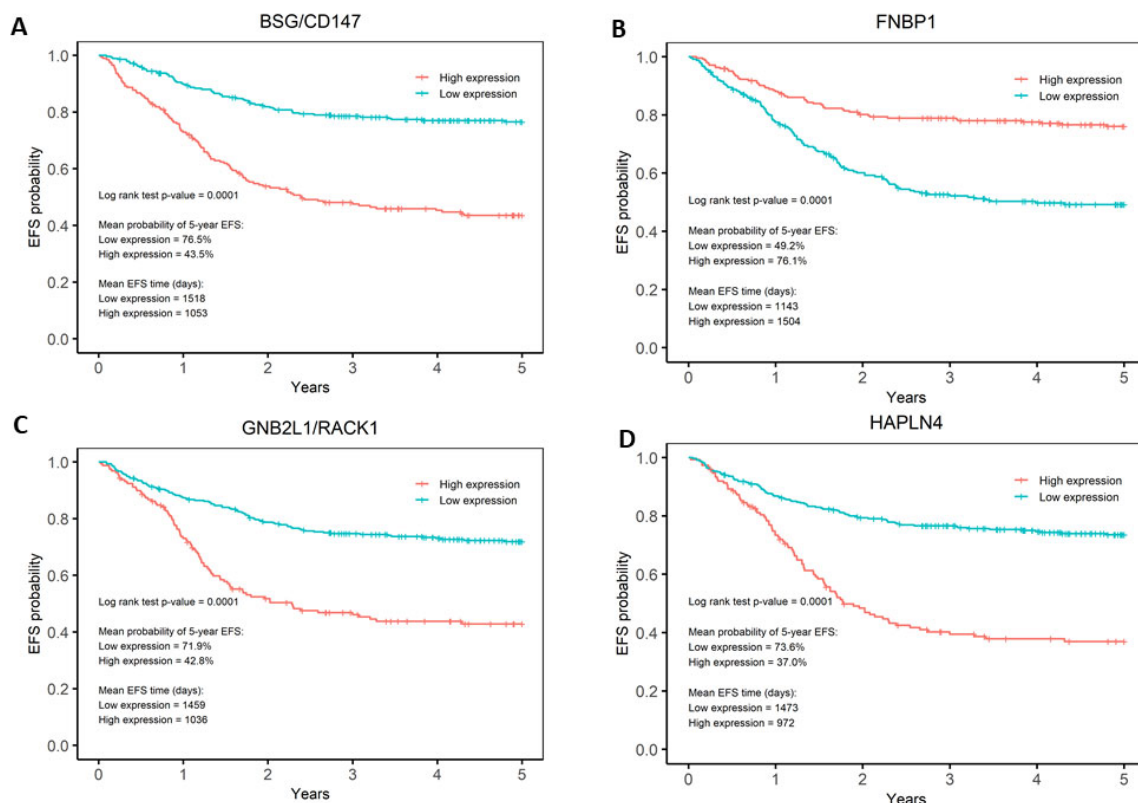 A
BSG/CD147
EFS probability
1.0
0.8
0.6
0.4
0.2
0.0
High expression
Low expression
Log rank test p-value = 0.0001
Mean probability of 5-year EFS:
Low expression = 76.5%
High expression = 43.5%
Mean EFS time (days):
Low expression = 1518
High expression = 1053
0 1 2 3 4 5
Years
B
FNBP1
EFS probability
1.0
0.8
0.6
0.4
0.2
0.0
High expression
Low expression
Log rank test p-value = 0.0001
Mean probability of 5-year EFS:
Low expression = 49.2%
High expression = 76.1%
Mean EFS time (days):
Low expression = 1143
High expression = 1504
0 1 2 3 4 5
Years
C
GNB2L1/RACK1
EFS probability
1.0
0.8
0.6
0.4
0.2
0.0
High expression
Low expression
Log rank test p-value = 0.0001
Mean probability of 5-year EFS:
Low expression = 71.9%
High expression = 42.8%
Mean EFS time (days):
Low expression = 1459
High expression = 1036
0 1 2 3 4 5
Years
D
HAPLN4
EFS probability
1.0
0.8
0.6
0.4
0.2
0.0
High expression
Low expression
Log rank test p-value = 0.0001
Mean probability of 5-year EFS:
Low expression = 73.6%
High expression = 37.0%
Mean EFS time (days):
Low expression = 1473
High expression = 972
0 1 2 3 4 5
Years